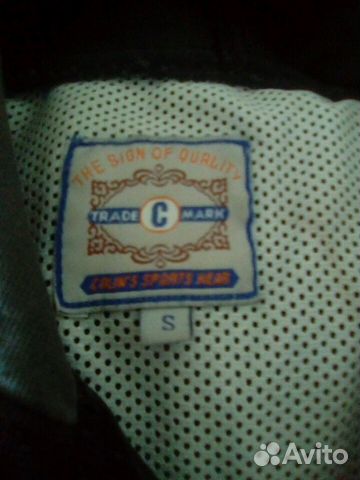 THE SIGN OF QUALITY
TRADE C MARK
COLIN'S SPORTS WEAR
S
Avito